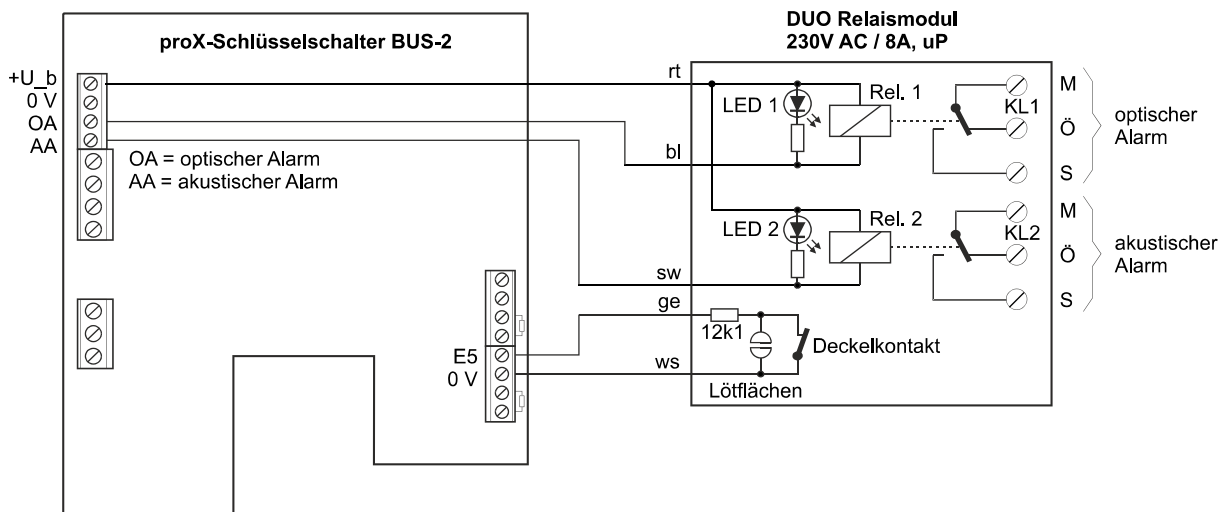 proX-Schlüsselschalter BUS-2
+U_b
0 V
OA
AA
OA = optischer Alarm
AA = akustischer Alarm
E5
0 V
DUO Relaismodul
230V AC / 8A, uP
rt
bl
sw
ge
ws
LED 1
Rel. 1
KL1
M
Ö
S
optischer
Alarm
LED 2
Rel. 2
KL2
M
Ö
S
akustischer
Alarm
12k1
Deckelkontakt
Lötflächen